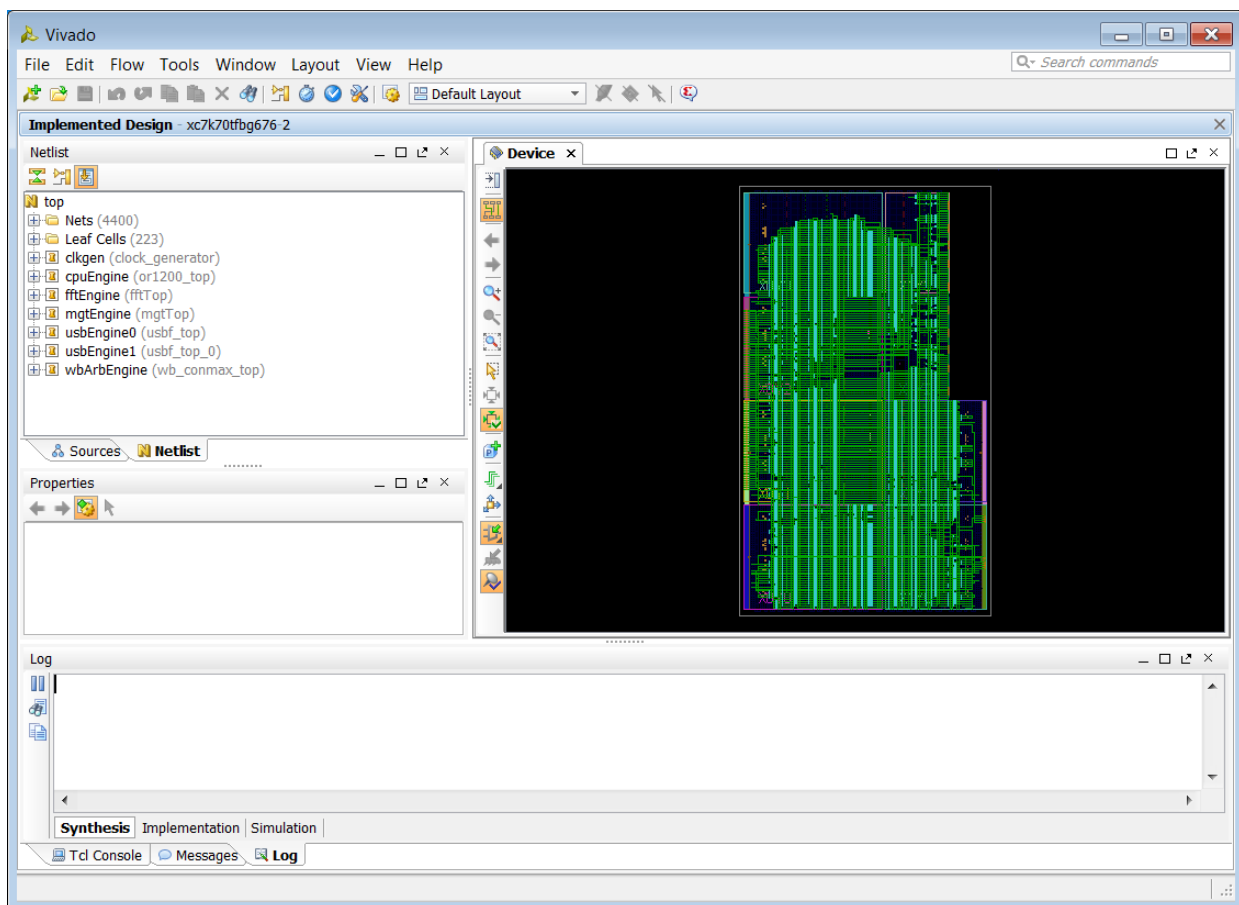 Vivado
File Edit Flow Tools Window Layout View Help
Search commands
Default Layout
Implemented Design - xc7k70tfbg676-2
Netlist
top
Nets (4400)
Leaf Cells (223)
clkgen (clock_generator)
cpuEngine (or1200_top)
fftEngine (fftTop)
mgtEngine (mgtTop)
usbEngine0 (usbf_top)
usbEngine1 (usbf_top_0)
wbArbEngine (wb_conmax_top)
Sources Netlist
Properties
Device
Log
Synthesis Implementation Simulation
Tcl Console Messages Log